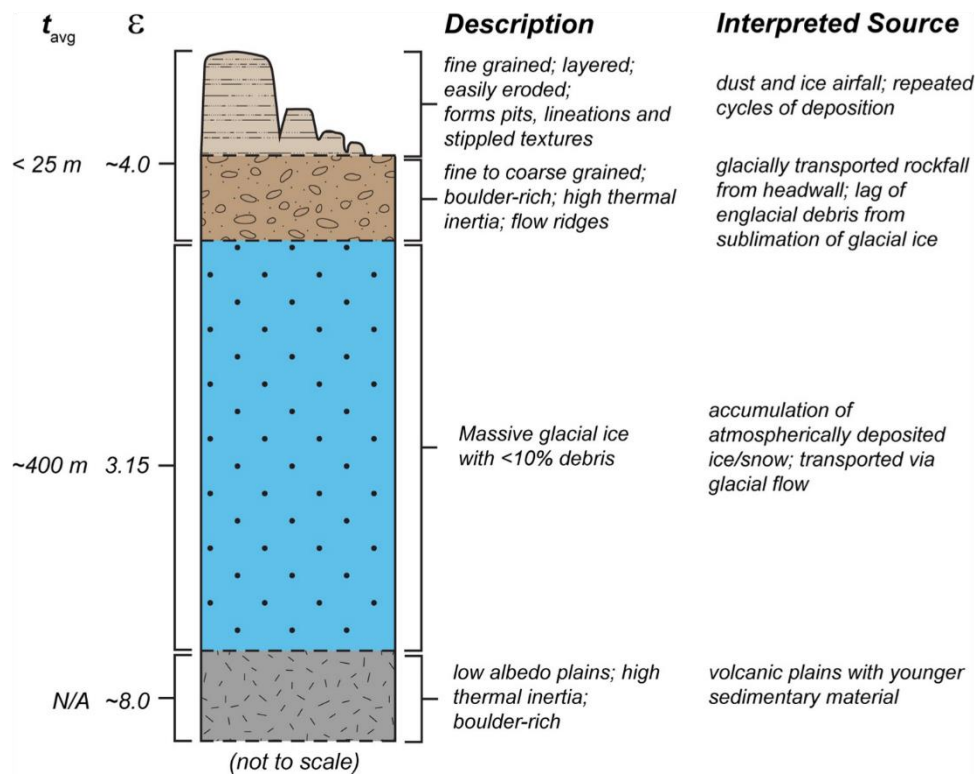 t avg ε Description Interpreted Source
fine grained; layered;
easily eroded;
forms pits, lineations and
stippled textures
dust and ice airfall; repeated
cycles of deposition
< 25 m ~4.0
fine to coarse grained;
boulder-rich; high thermal
inertia; flow ridges
glacially transported rockfall
from headwall; lag of
englacial debris from
sublimation of glacial ice
~400 m 3.15
Massive glacial ice
with <10% debris
accumulation of
atmospherically deposited
ice/snow; transported via
glacial flow
N/A ~8.0
low albedo plains; high
thermal inertia;
boulder-rich
volcanic plains with younger
sedimentary material
(not to scale)